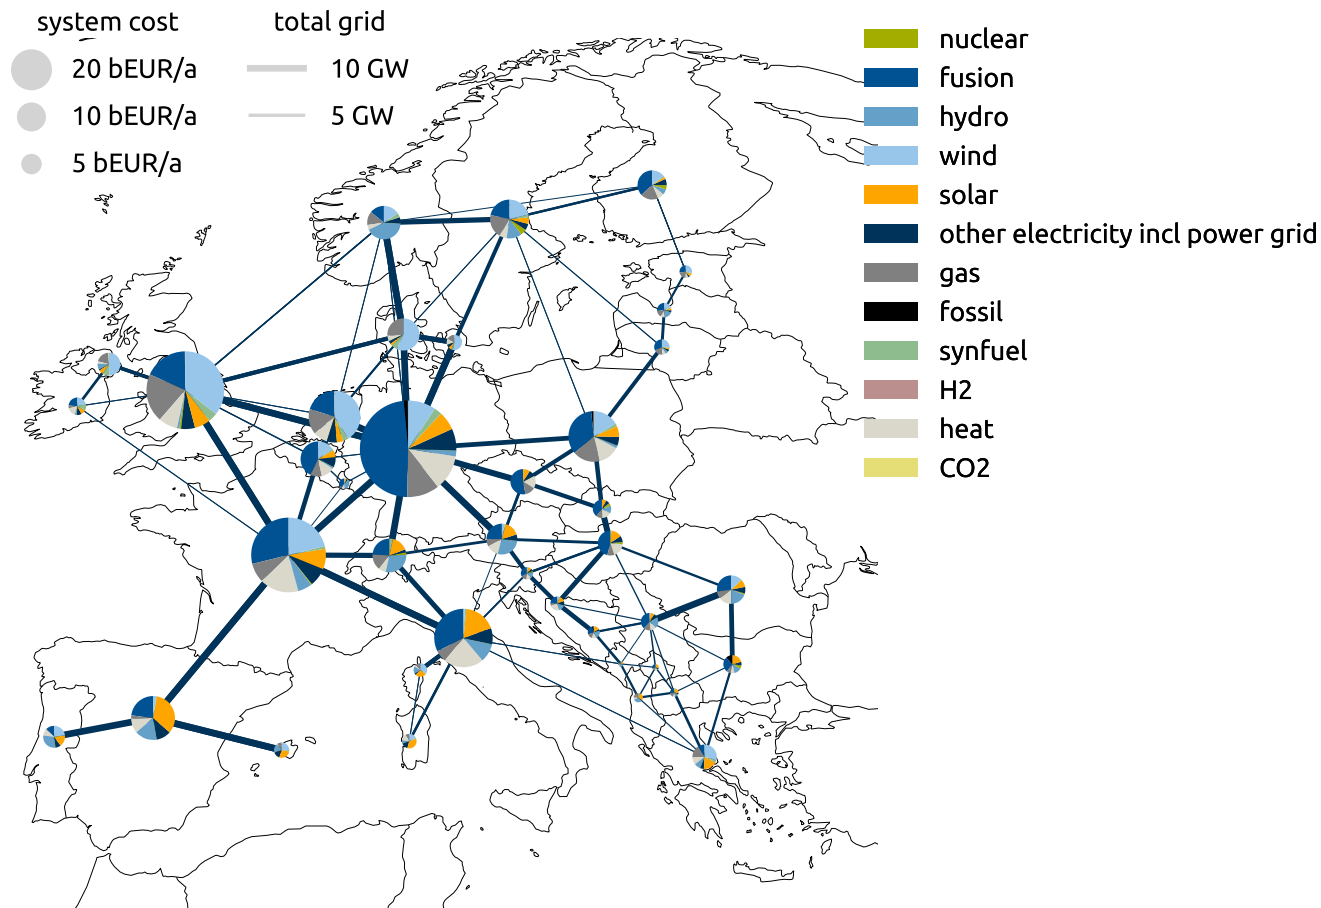 system cost
20 bEUR/a
10 bEUR/a
5 bEUR/a
total grid
10 GW
5 GW
nuclear
fusion
hydro
wind
solar
other electricity incl power grid
gas
fossil
synfuel
H2
heat
CO2